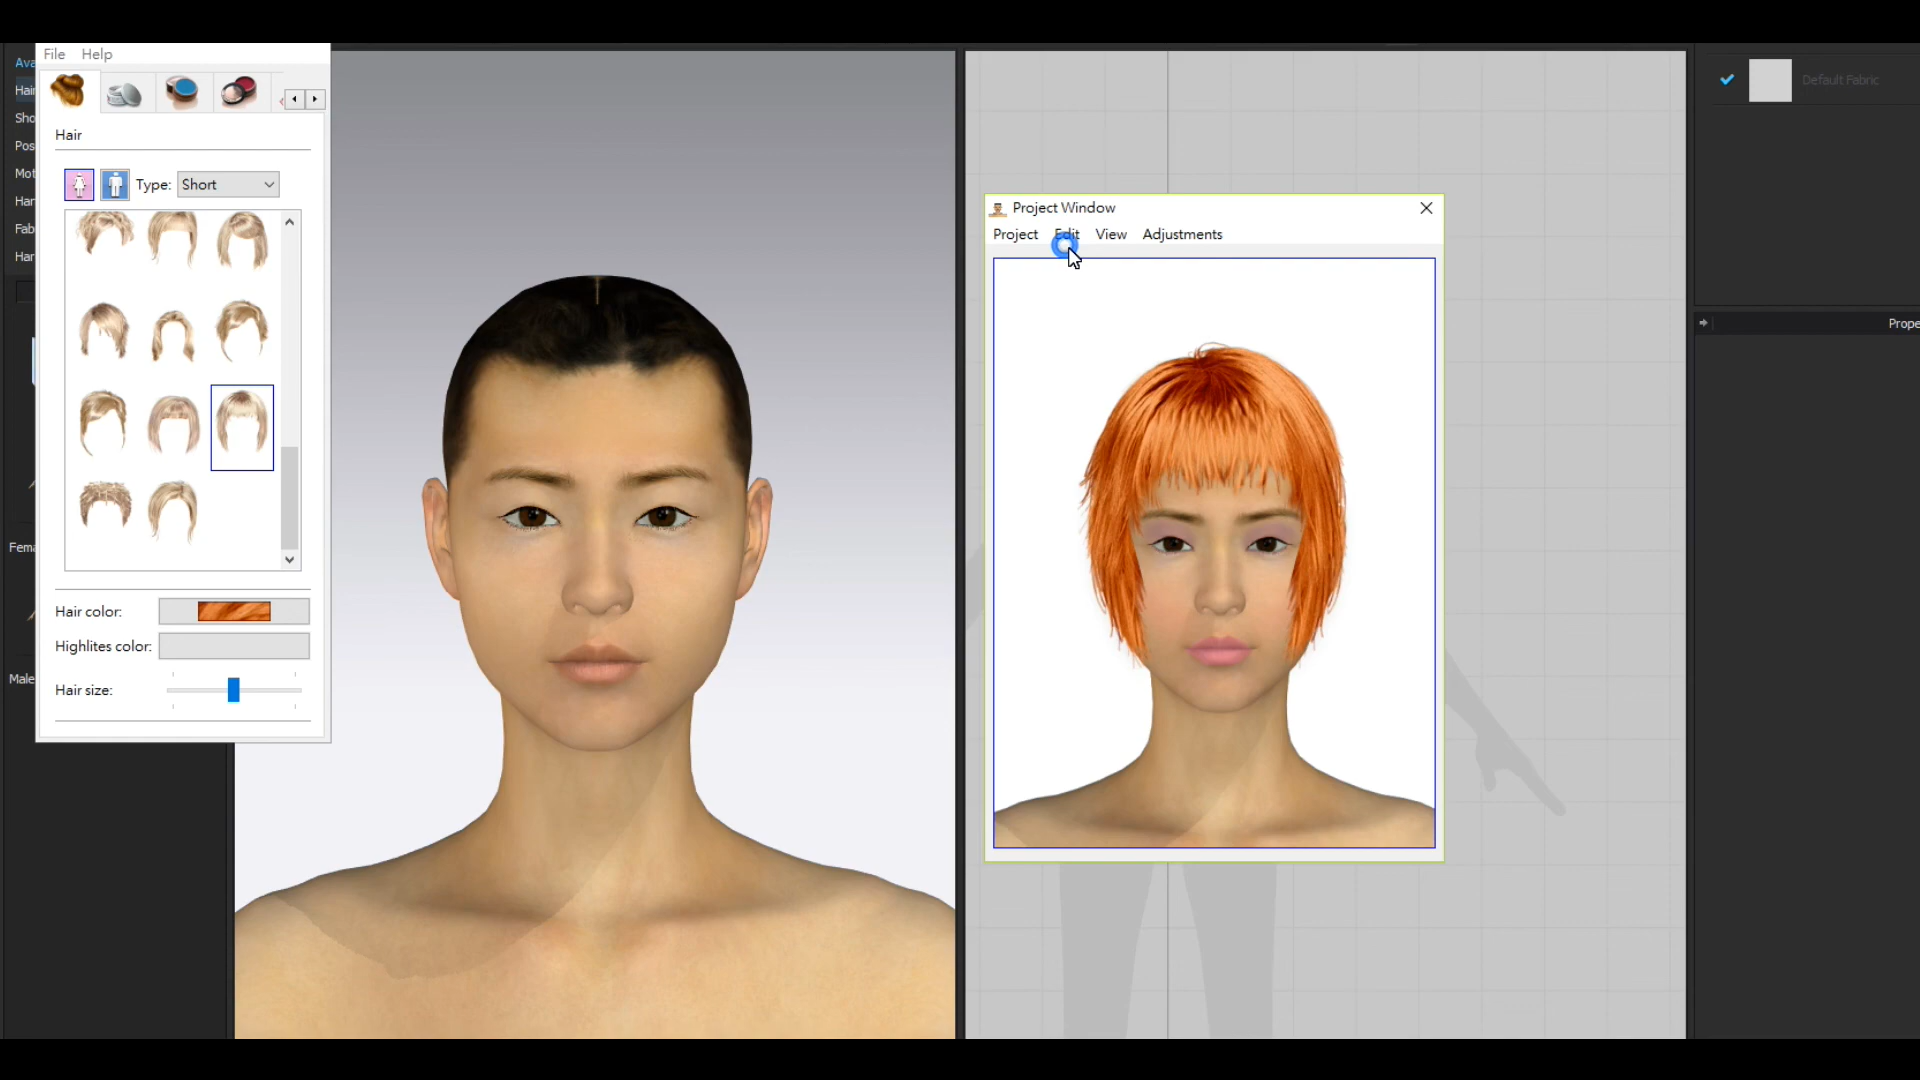 File Help
Ava
Hair
Sho
Pos
Mot
Har
Fab
Har
Fema
Male
Hair
Type: Short
Hair color:
Highlites color:
Hair size:
Project Window
Project Edit View Adjustments
Default Fabric
Prope